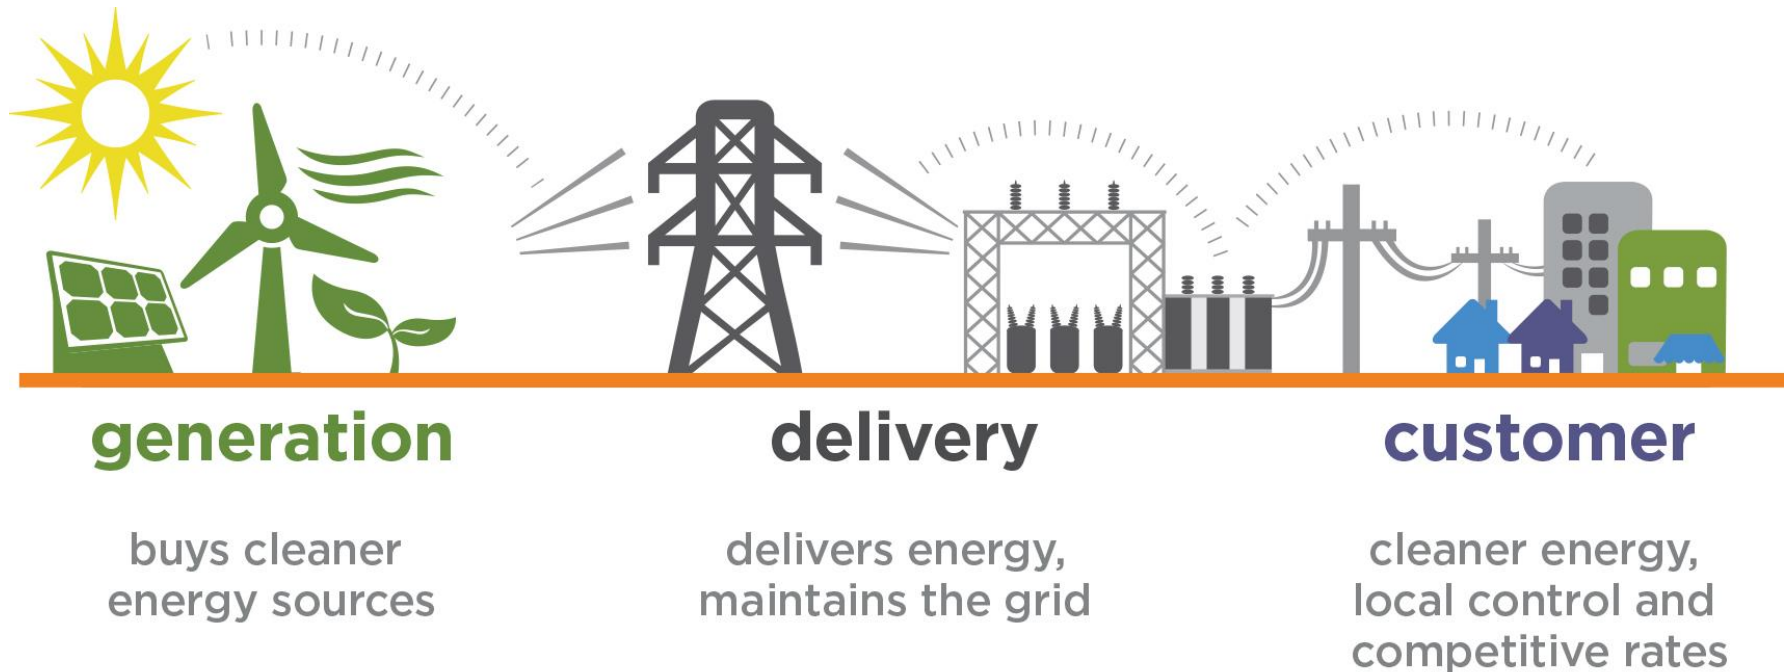 generation
buys cleaner
energy sources
delivery
delivers energy,
maintains the grid
customer
cleaner energy,
local control and
competitive rates